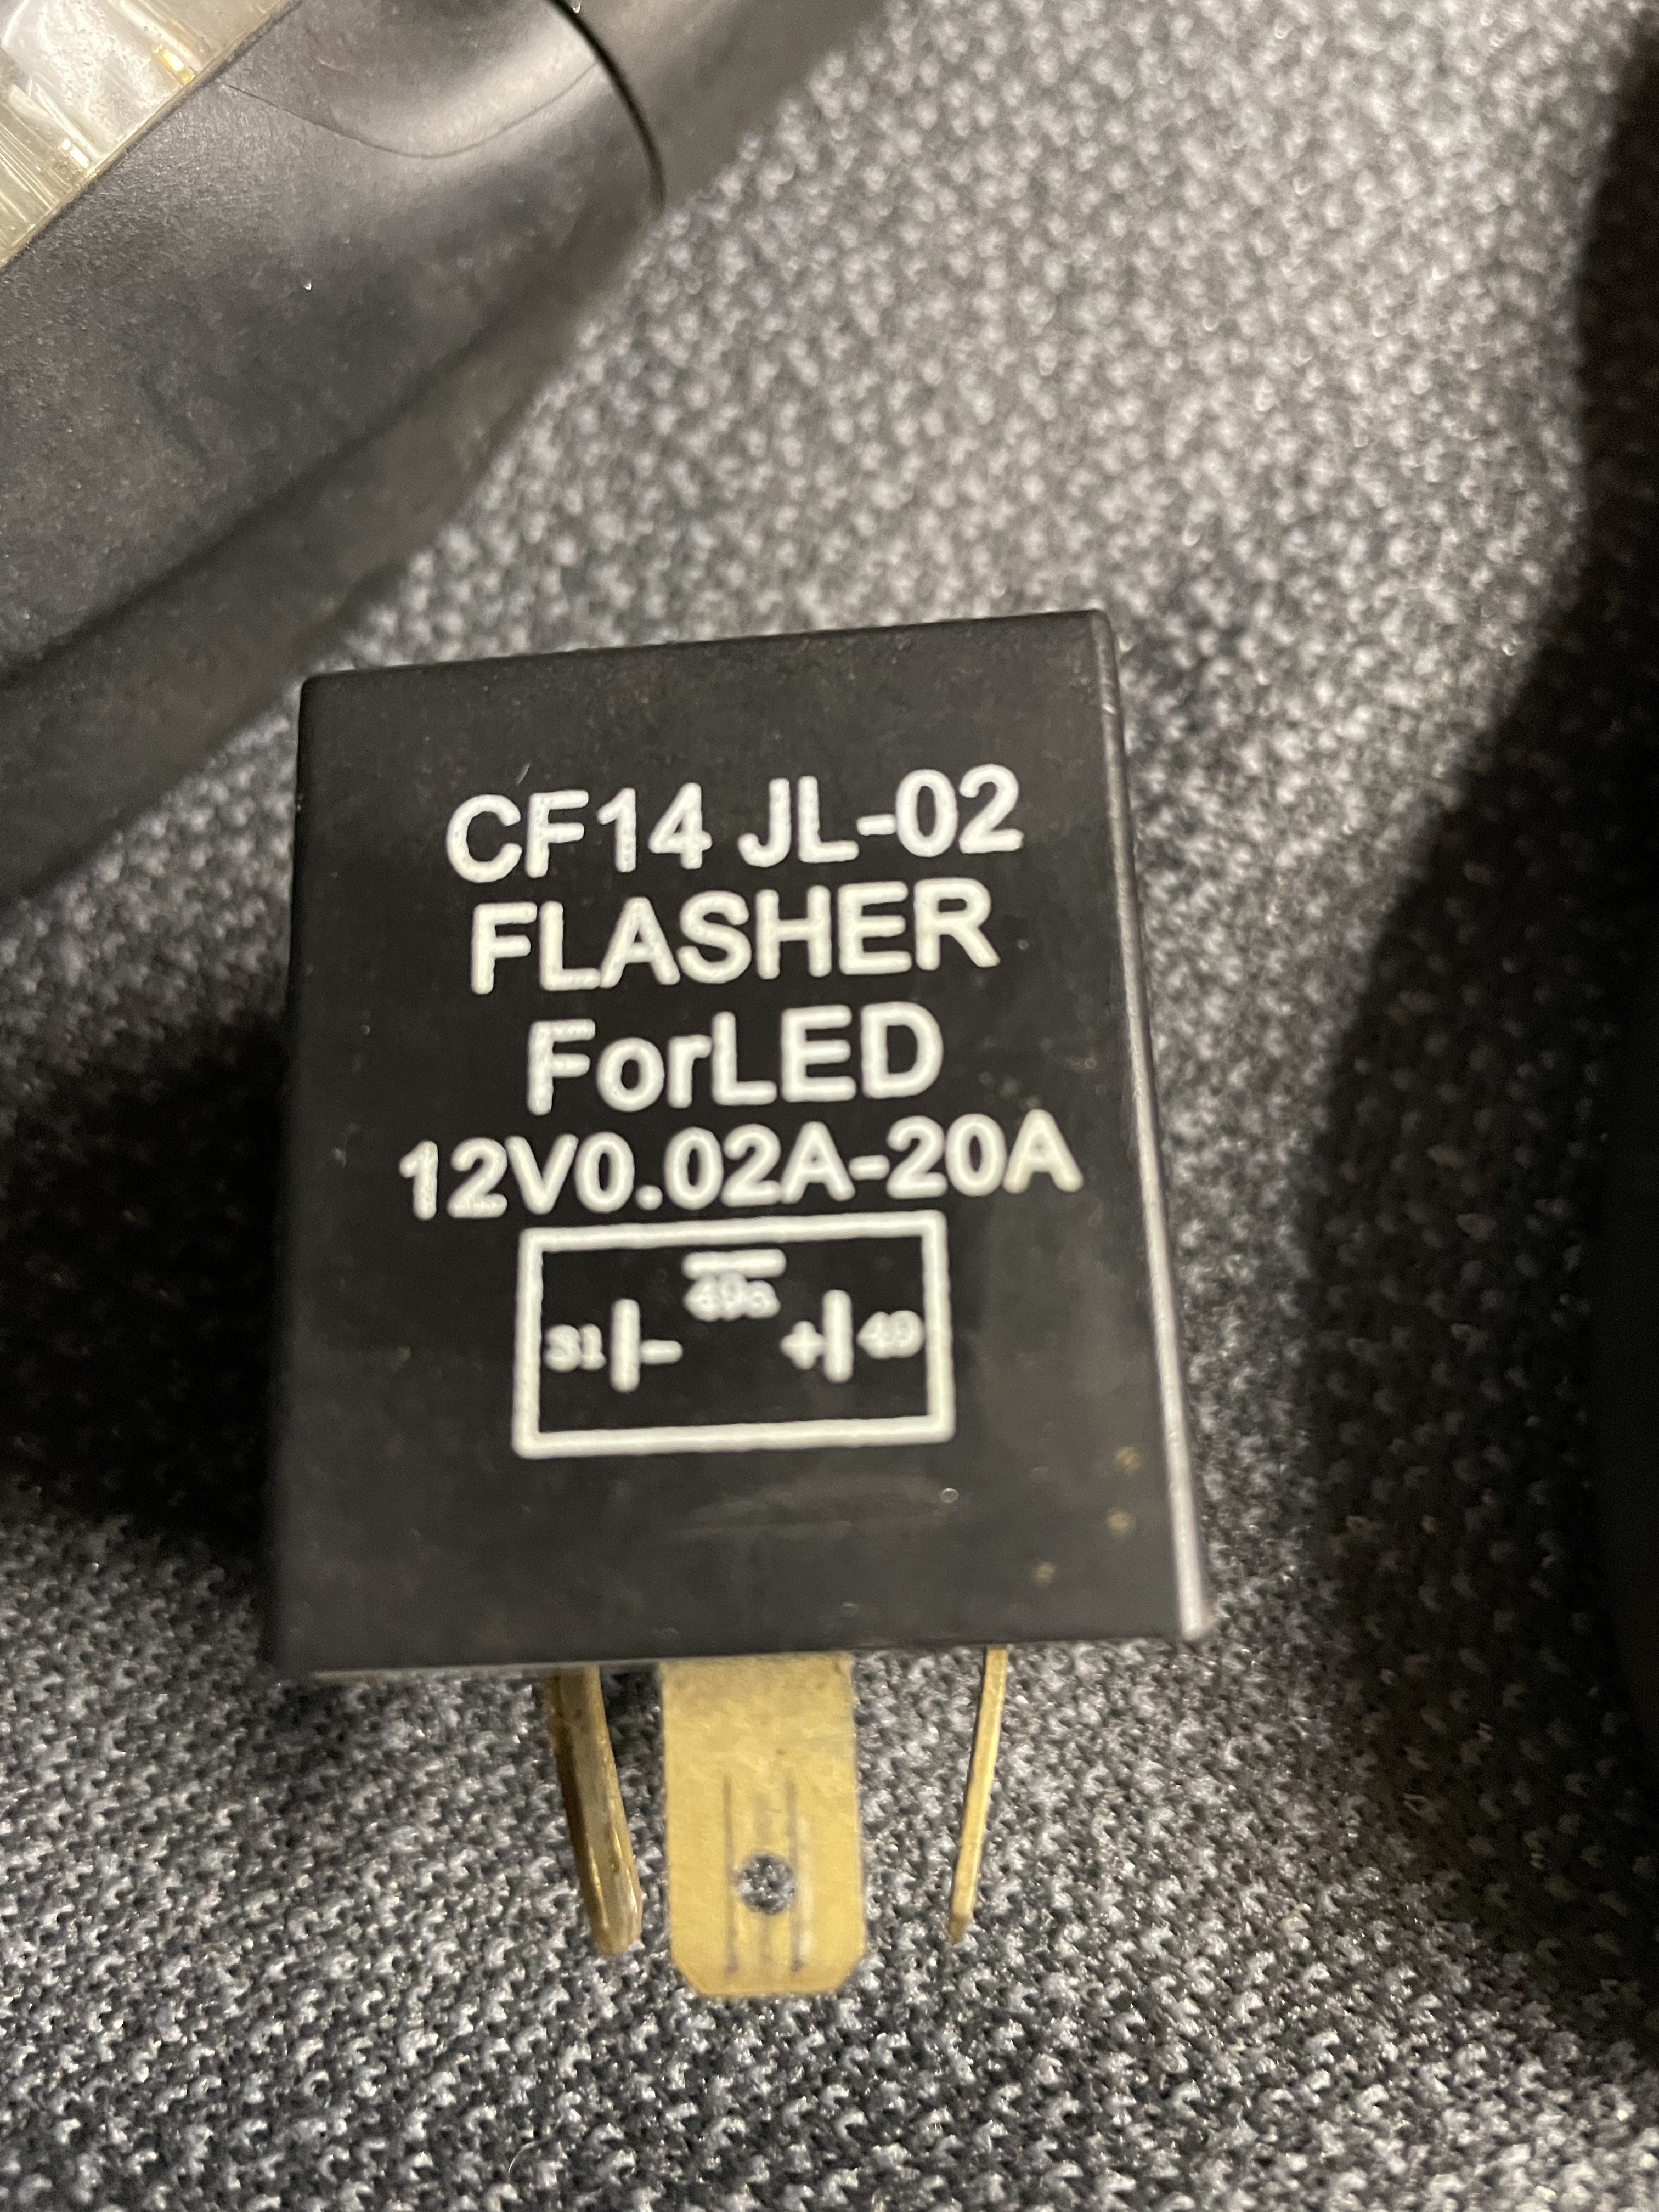 CF14 JL-02
FLASHER
ForLED
12V0.02A-20A
49a
31 - + 49